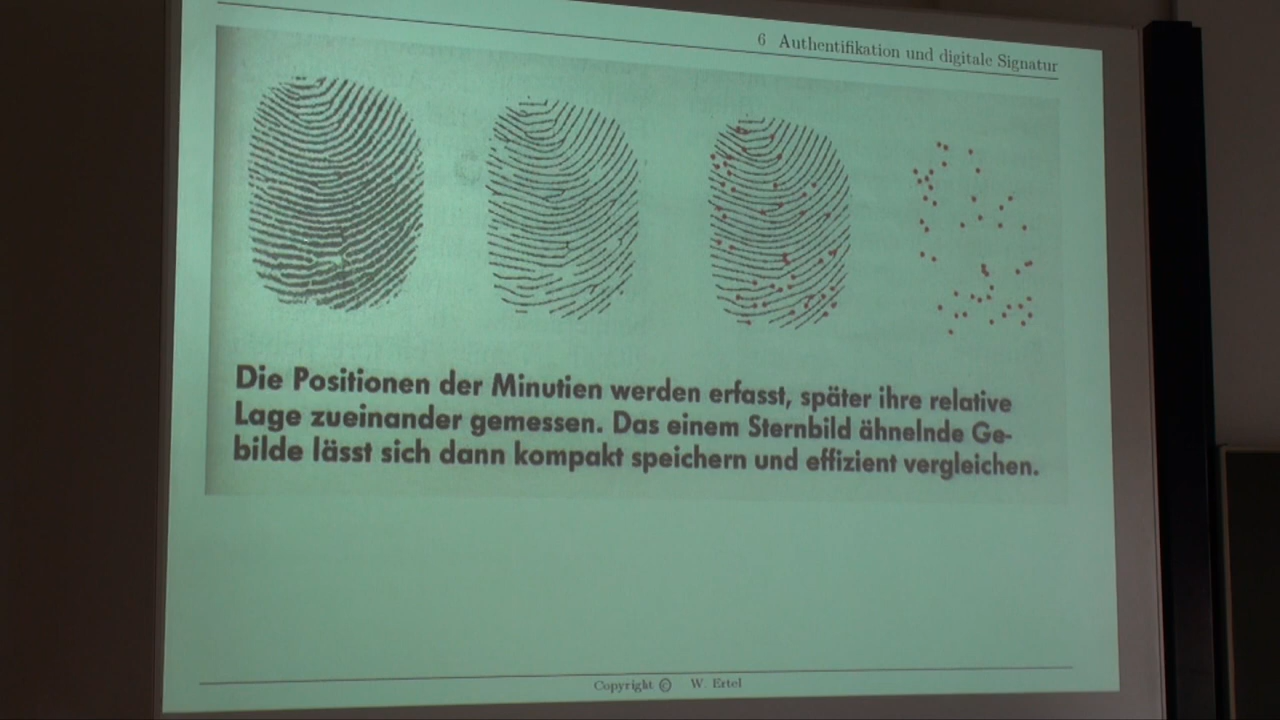 6 Authentifikation und digitale Signatur
Die Positionen der Minutien werden erfasst, später ihre relative
Lage zueinander gemessen. Das einem Sternbild ähnelnde Ge-
bilde lässt sich dann kompakt speichern und effizient vergleichen.
Copyright © W. Ertel